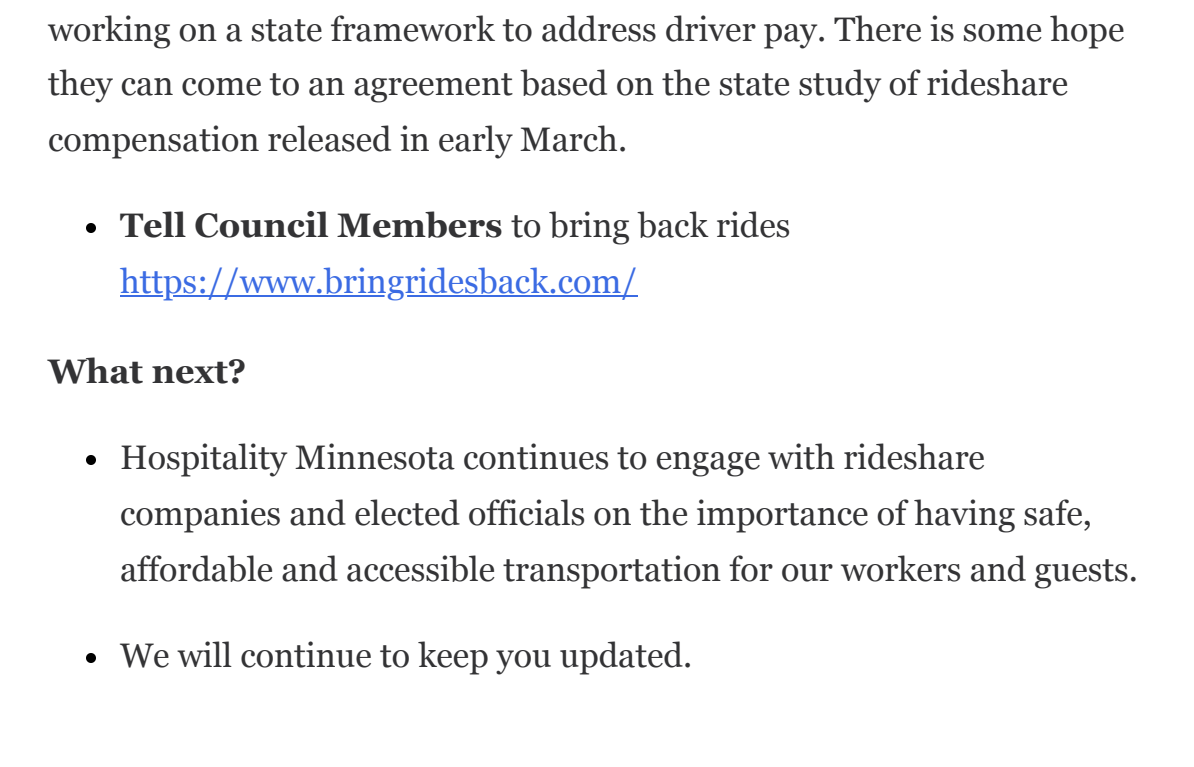 working on a state framework to address driver pay. There is some hope
they can come to an agreement based on the state study of rideshare
compensation released in early March.
• Tell Council Members to bring back rides
https://www.bringridesback.com/
What next?
• Hospitality Minnesota continues to engage with rideshare
companies and elected officials on the importance of having safe,
affordable and accessible transportation for our workers and guests.
• We will continue to keep you updated.